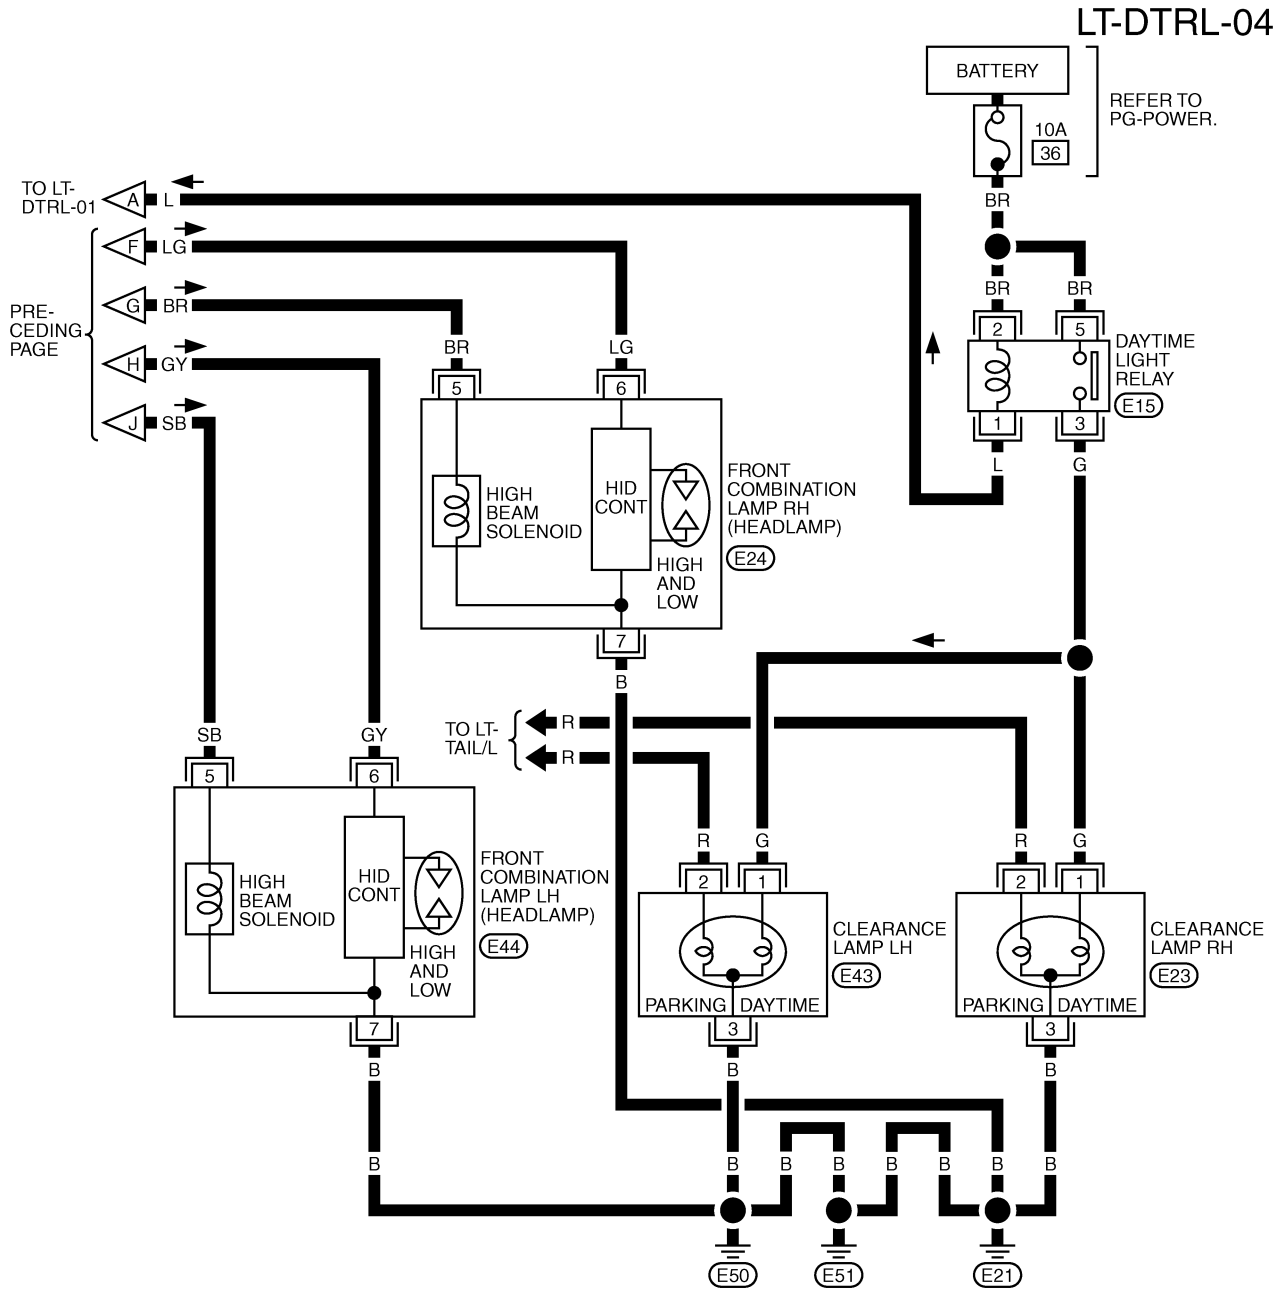 LT-DTRL-04
BATTERY
REFER TO
PG-POWER.
10A
36
BR
TO LT-
DTRL-01
A L
F LG
G BR
H GY
J SB
PRE-
CEDING
PAGE
BR BR
2 5
DAYTIME
LIGHT
RELAY
E15
1 3
L G
BR LG
5 6
HIGH
BEAM
SOLENOID
HID
CONT
HIGH
AND
LOW
FRONT
COMBINATION
LAMP RH
(HEADLAMP)
E24
7
B
TO LT-
TAIL/L
R
R
SB GY
5 6
HIGH
BEAM
SOLENOID
HID
CONT
HIGH
AND
LOW
FRONT
COMBINATION
LAMP LH
(HEADLAMP)
E44
7
B
R G
2 1
CLEARANCE
LAMP LH
E43
PARKING DAYTIME
3
B
R G
2 1
CLEARANCE
LAMP RH
E23
PARKING DAYTIME
3
B
B B B B B B B B
E50 E51 E21